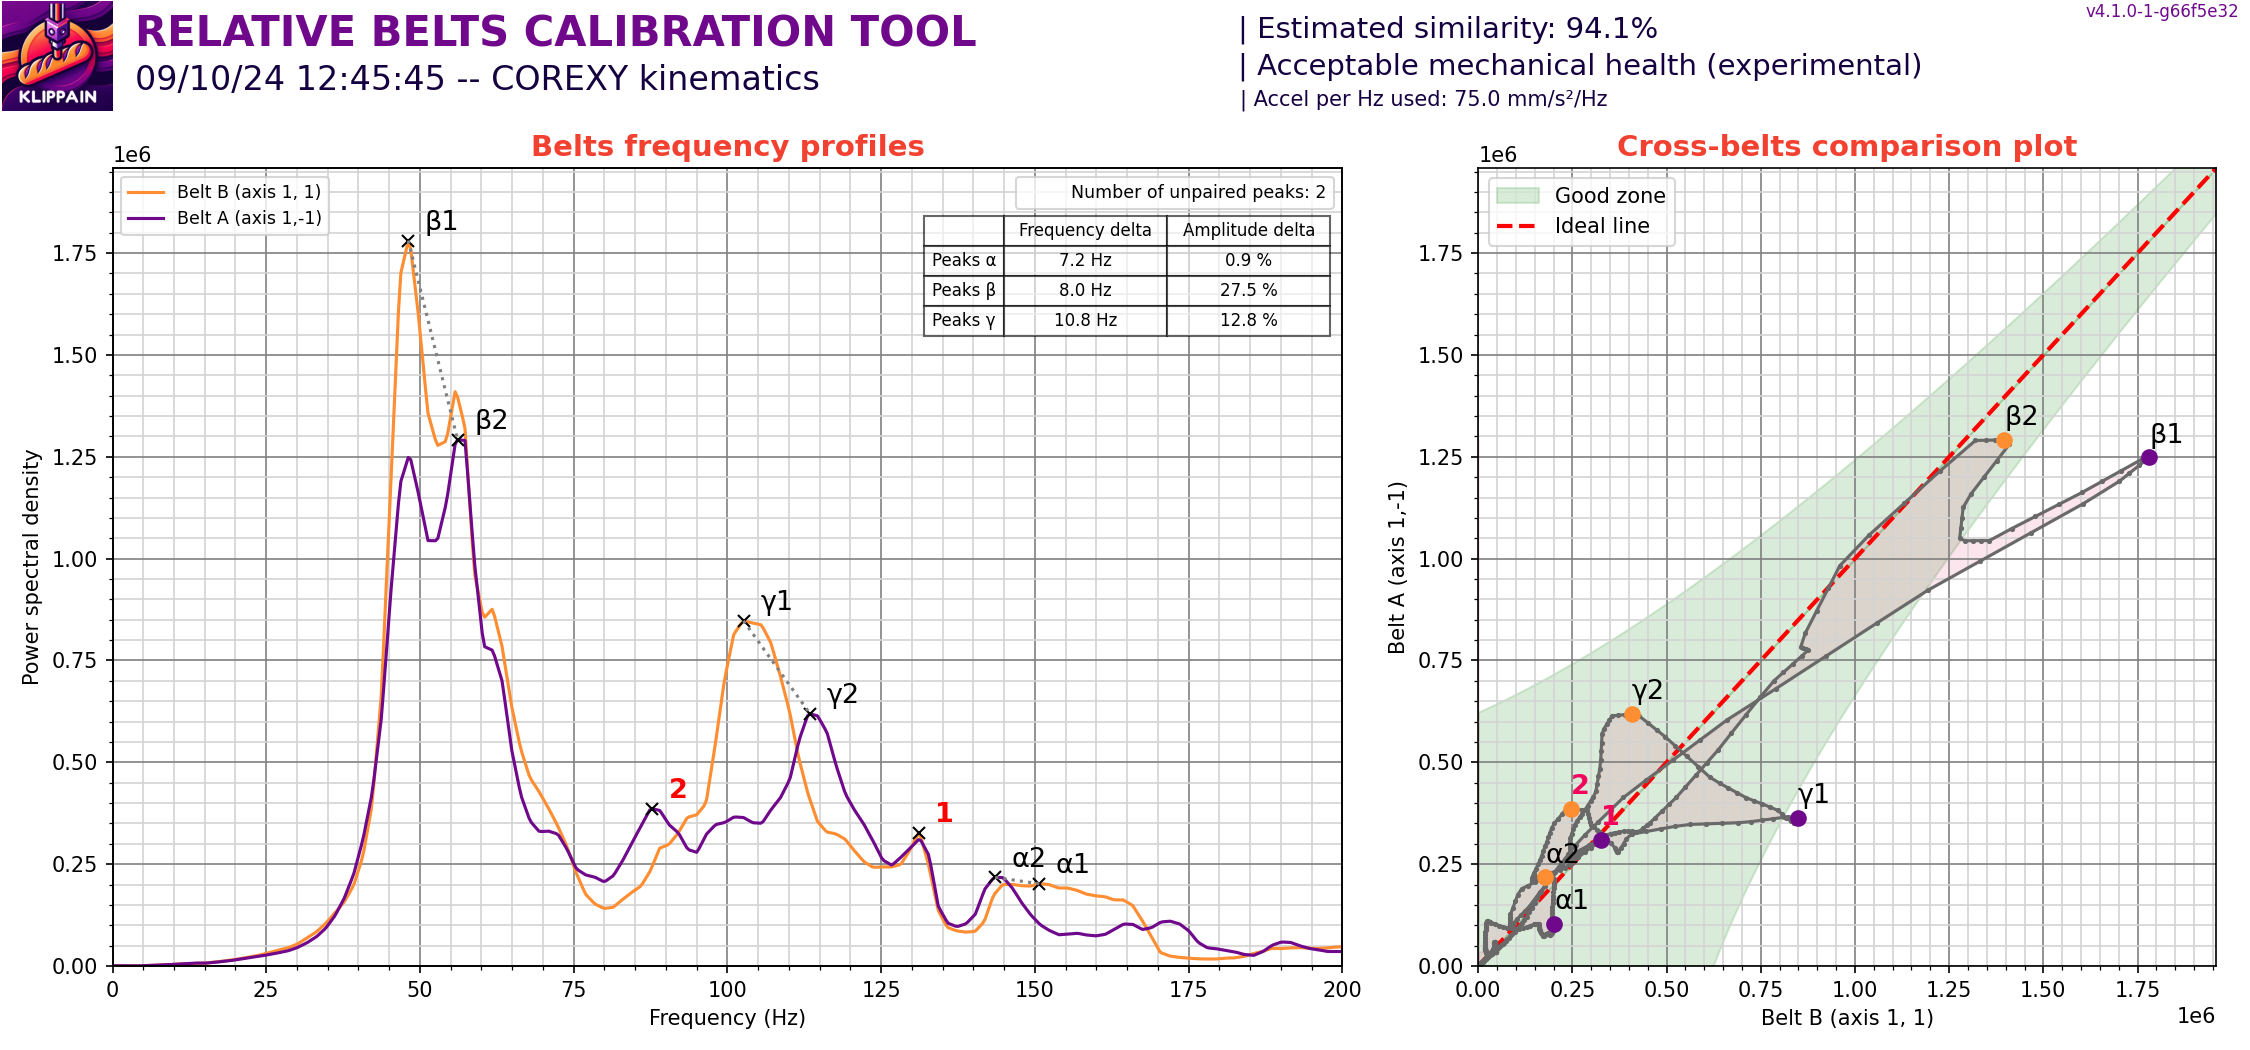 KLIPPAIN
RELATIVE BELTS CALIBRATION TOOL
09/10/24 12:45:45 -- COREXY kinematics
| Estimated similarity: 94.1%
| Acceptable mechanical health (experimental)
| Accel per Hz used: 75.0 mm/s²/Hz
v4.1.0-1-g66f5e32
Belts frequency profiles
1e6
Belt B (axis 1, 1)
Belt A (axis 1,-1)
Number of unpaired peaks: 2
Frequency delta Amplitude delta
Peaks α 7.2 Hz 0.9 %
Peaks β 8.0 Hz 27.5 %
Peaks γ 10.8 Hz 12.8 %
β1
β2
γ1
γ2
2
1
α2 α1
Power spectral density
1.75
1.50
1.25
1.00
0.75
0.50
0.25
0.00
0 25 50 75 100 125 150 175 200
Frequency (Hz)
Cross-belts comparison plot
1e6
Good zone
Ideal line
β2
β1
γ2
γ1
2
1
α2
α1
Belt A (axis 1,-1)
1.75
1.50
1.25
1.00
0.75
0.50
0.25
0.00
0.00 0.25 0.50 0.75 1.00 1.25 1.50 1.75
Belt B (axis 1, 1)
1e6